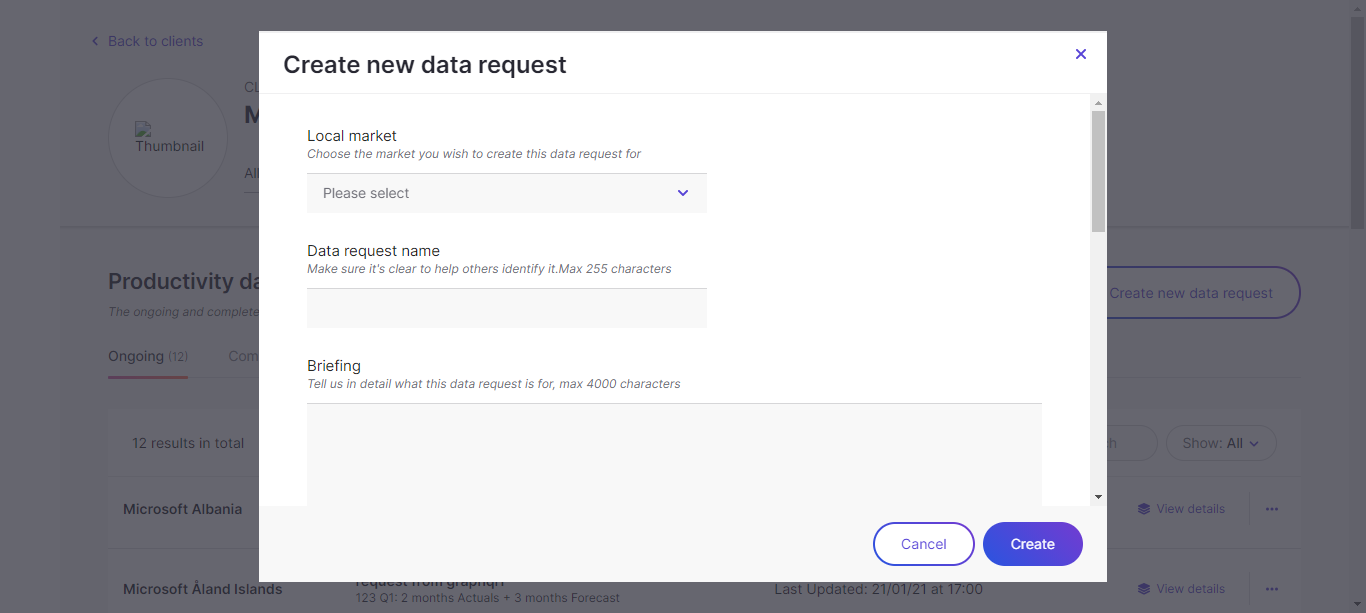 Back to clients
Thumbnail
Create new data request
Local market
Choose the market you wish to create this data request for
Please select
Data request name
Make sure it's clear to help others identify it.Max 255 characters
Briefing
Tell us in detail what this data request is for, max 4000 characters
Cancel
Create
Productivity
The ongoing and complete
Create new data request
Ongoing (12)
12 results in total
Show: All
Microsoft Albania
View details
Microsoft Åland Islands
request from graphql
123 Q1: 2 months Actuals + 3 months Forecast
Last Updated: 21/01/21 at 17:00
View details